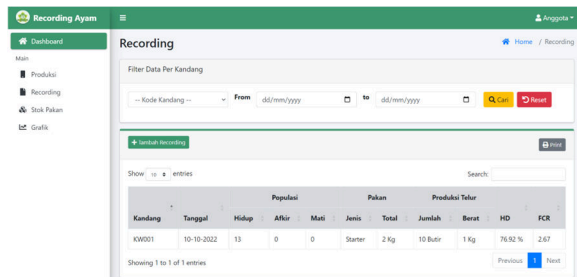 Recording Ayam
Anggota
Dashboard
Main
Produksi
Recording
Stok Pakan
Grafik
Recording
Home / Recording
Filter Data Per Kandang
-- Kode Kandang -- From dd/mm/yyyy to dd/mm/yyyy Cari Reset
Tambah Recording
Print
Show 10 entries Search:
Populasi Pakan Produksi Telur
Kandang Tanggal Hidup Afkir Mati Jenis Total Jumlah Berat HD FCR
KW001 10-10-2022 13 0 0 Starter 2 Kg 10 Butir 1 Kg 76.92 % 2.67
Showing 1 to 1 of 1 entries
Previous 1 Next